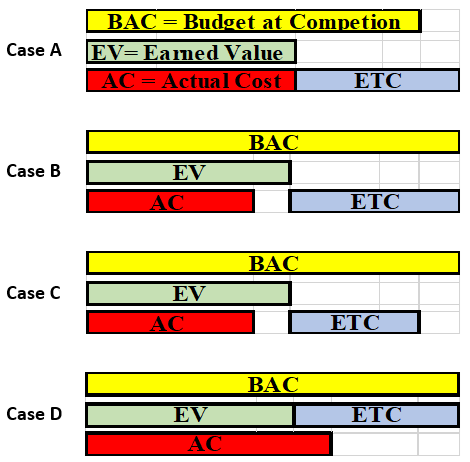 BAC = Budget at Competion
Case A
EV= Earned Value
AC = Actual Cost ETC
BAC
Case B
EV
AC ETC
BAC
Case C
EV
AC ETC
BAC
Case D
EV ETC
AC